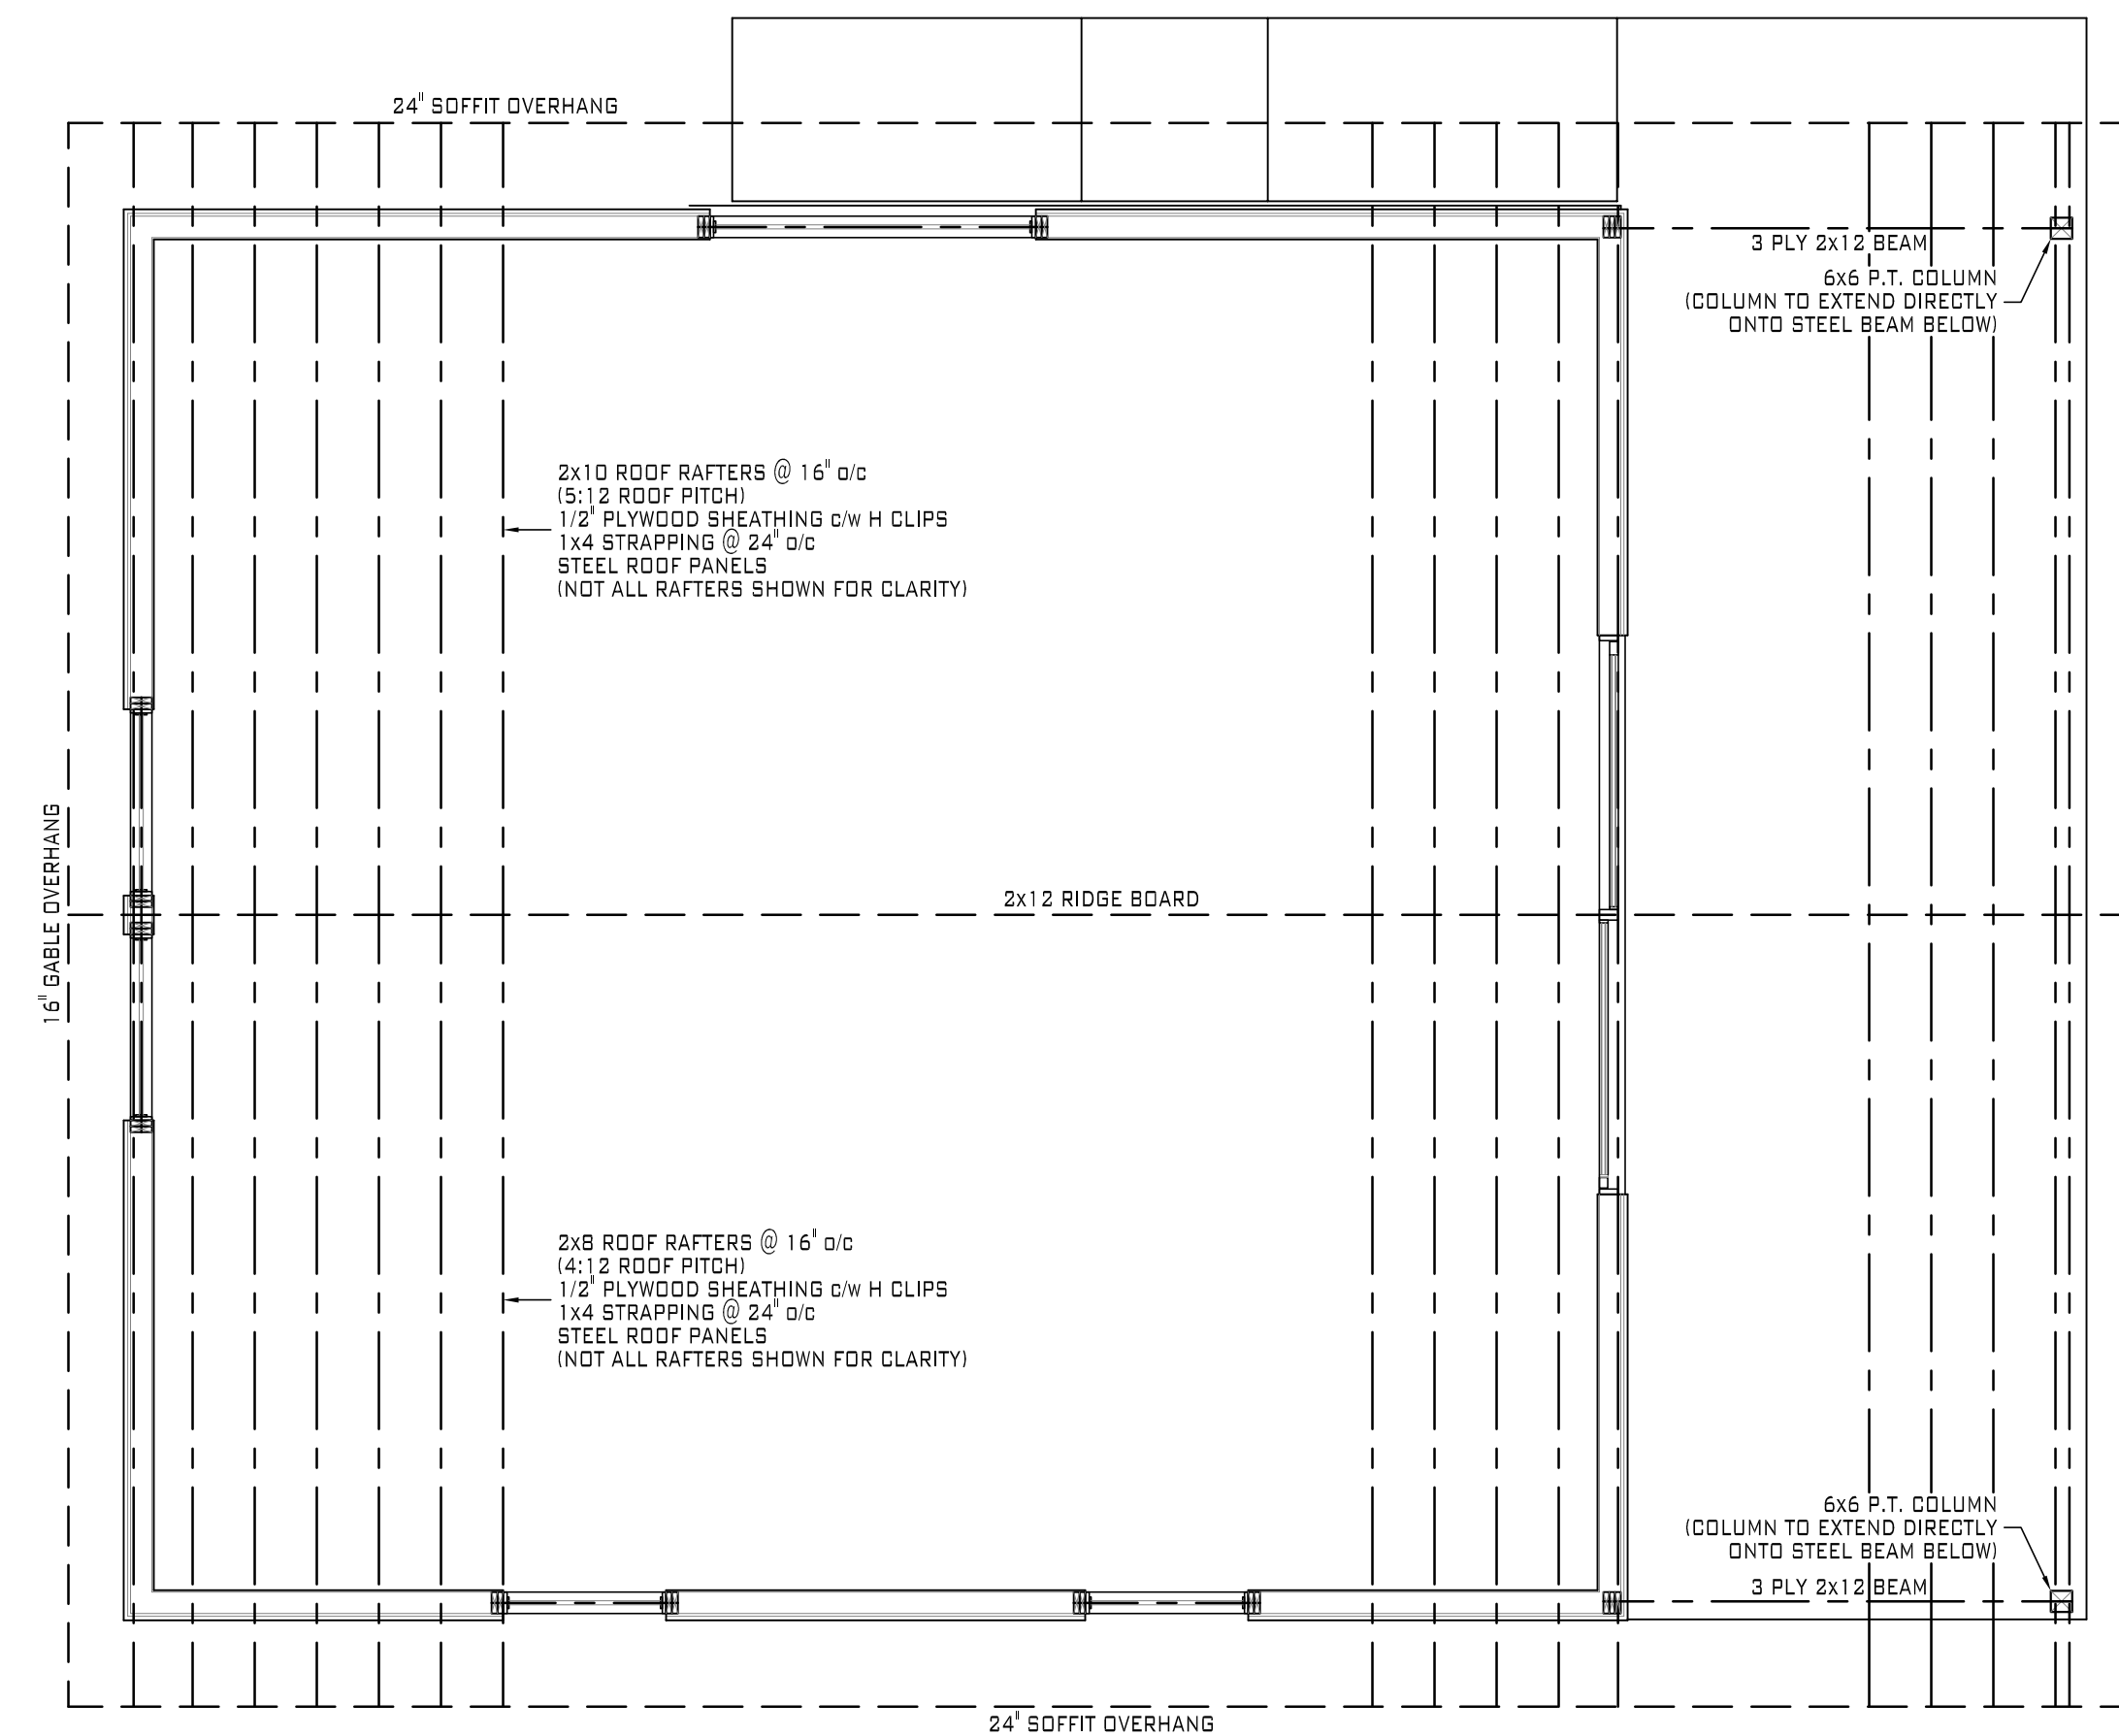 24" SOFFIT OVERHANG
3 PLY 2x12 BEAM
6x6 P.T. COLUMN
(COLUMN TO EXTEND DIRECTLY
ONTO STEEL BEAM BELOW)
2x10 ROOF RAFTERS @ 16" o/c
(5:12 ROOF PITCH)
1/2" PLYWOOD SHEATHING c/w H CLIPS
1x4 STRAPPING @ 24" o/c
STEEL ROOF PANELS
(NOT ALL RAFTERS SHOWN FOR CLARITY)
16" GABLE OVERHANG
2x12 RIDGE BOARD
2x8 ROOF RAFTERS @ 16" o/c
(4:12 ROOF PITCH)
1/2" PLYWOOD SHEATHING c/w H CLIPS
1x4 STRAPPING @ 24" o/c
STEEL ROOF PANELS
(NOT ALL RAFTERS SHOWN FOR CLARITY)
6x6 P.T. COLUMN
(COLUMN TO EXTEND DIRECTLY
ONTO STEEL BEAM BELOW)
3 PLY 2x12 BEAM
24" SOFFIT OVERHANG